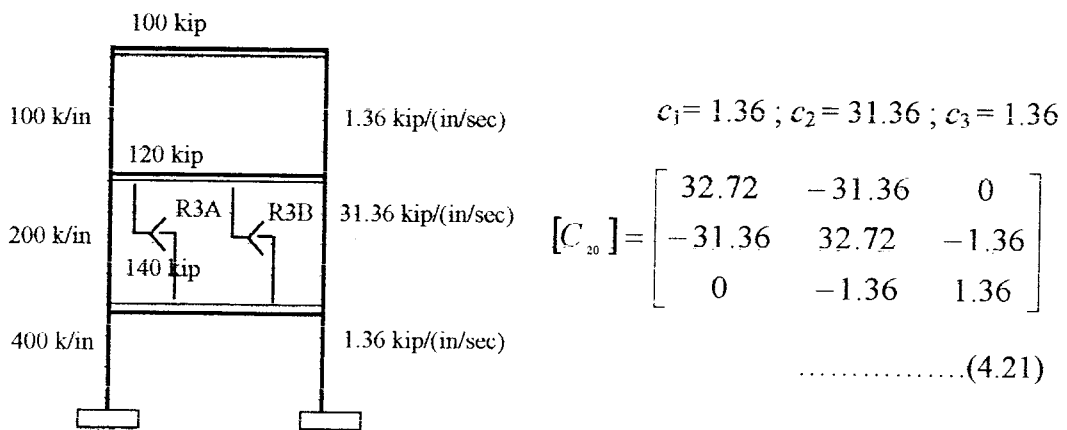 100 kip
100 k/in
1.36 kip/(in/sec)
120 kip
R3A
R3B
200 k/in
31.36 kip/(in/sec)
140 kip
400 k/in
1.36 kip/(in/sec)
c₁= 1.36 ; c₂= 31.36 ; c₃= 1.36
[C₂₀] = [ 32.72 −31.36 0
−31.36 32.72 −1.36
0 −1.36 1.36 ]
................(4.21)